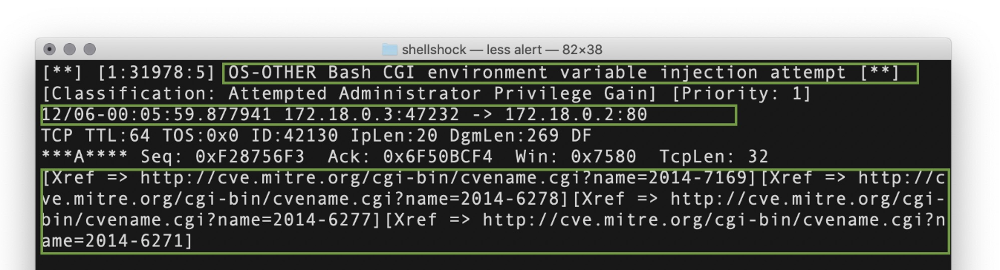 shellshock — less alert — 82×38
[**] [1:31978:5] OS-OTHER Bash CGI environment variable injection attempt [**]
[Classification: Attempted Administrator Privilege Gain] [Priority: 1]
12/06-00:05:59.877941 172.18.0.3:47232 -> 172.18.0.2:80
TCP TTL:64 TOS:0x0 ID:42130 IpLen:20 DgmLen:269 DF
***A**** Seq: 0xF28756F3  Ack: 0x6F50BCF4  Win: 0x7580  TcpLen: 32
[Xref => http://cve.mitre.org/cgi-bin/cvename.cgi?name=2014-7169][Xref => http://c
ve.mitre.org/cgi-bin/cvename.cgi?name=2014-6278][Xref => http://cve.mitre.org/cgi-
bin/cvename.cgi?name=2014-6277][Xref => http://cve.mitre.org/cgi-bin/cvename.cgi?n
ame=2014-6271]